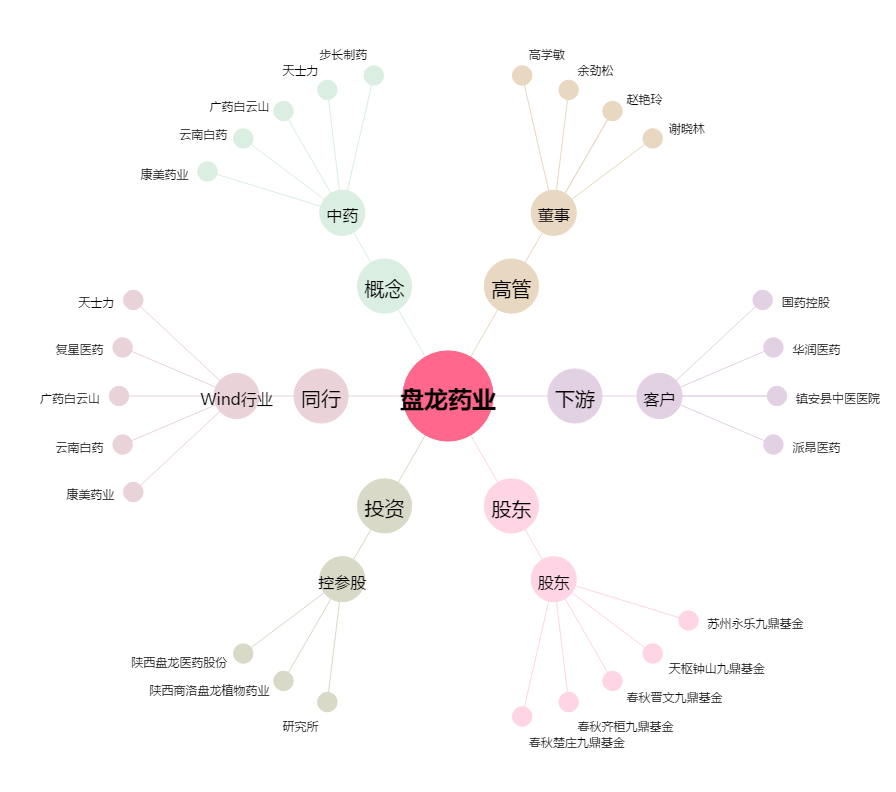 步长制药
天士力
广药白云山
云南白药
康美药业
中药
概念
高学敏
余劲松
赵艳玲
谢晓林
董事
高管
天士力
复星医药
广药白云山
云南白药
康美药业
Wind行业
同行
盘龙药业
下游
客户
国药控股
华润医药
镇安县中医医院
派昂医药
投资
控参股
陕西盘龙医药股份
陕西商洛盘龙植物药业
研究所
股东
股东
苏州永乐九鼎基金
天枢钟山九鼎基金
春秋晋文九鼎基金
春秋齐桓九鼎基金
春秋楚庄九鼎基金